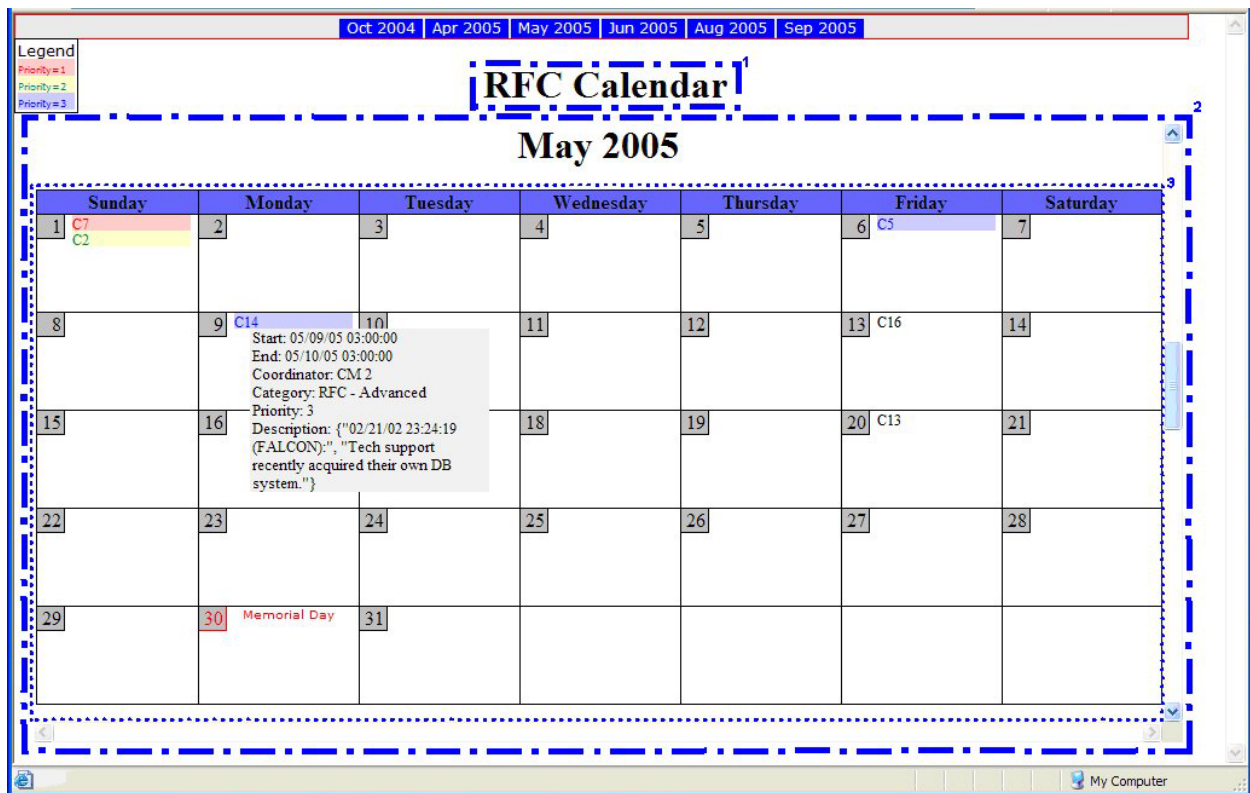 Oct 2004 Apr 2005 May 2005 Jun 2005 Aug 2005 Sep 2005
Legend
Priority=1
Priority=2
Priority=3
RFC Calendar
1
2
May 2005
3
Sunday Monday Tuesday Wednesday Thursday Friday Saturday
1 C7 2 3 4 5 6 C5 7
C2
8 9 C14 10 11 12 13 C16 14
Start: 05/09/05 03:00:00
End: 05/10/05 03:00:00
Coordinator: CM 2
Category: RFC - Advanced
Priority: 3
Description: {"02/21/02 23:24:19
(FALCON):", "Tech support
recently acquired their own DB
system."}
15 16 18 19 20 C13 21
22 23 24 25 26 27 28
29 30 Memorial Day 31
My Computer